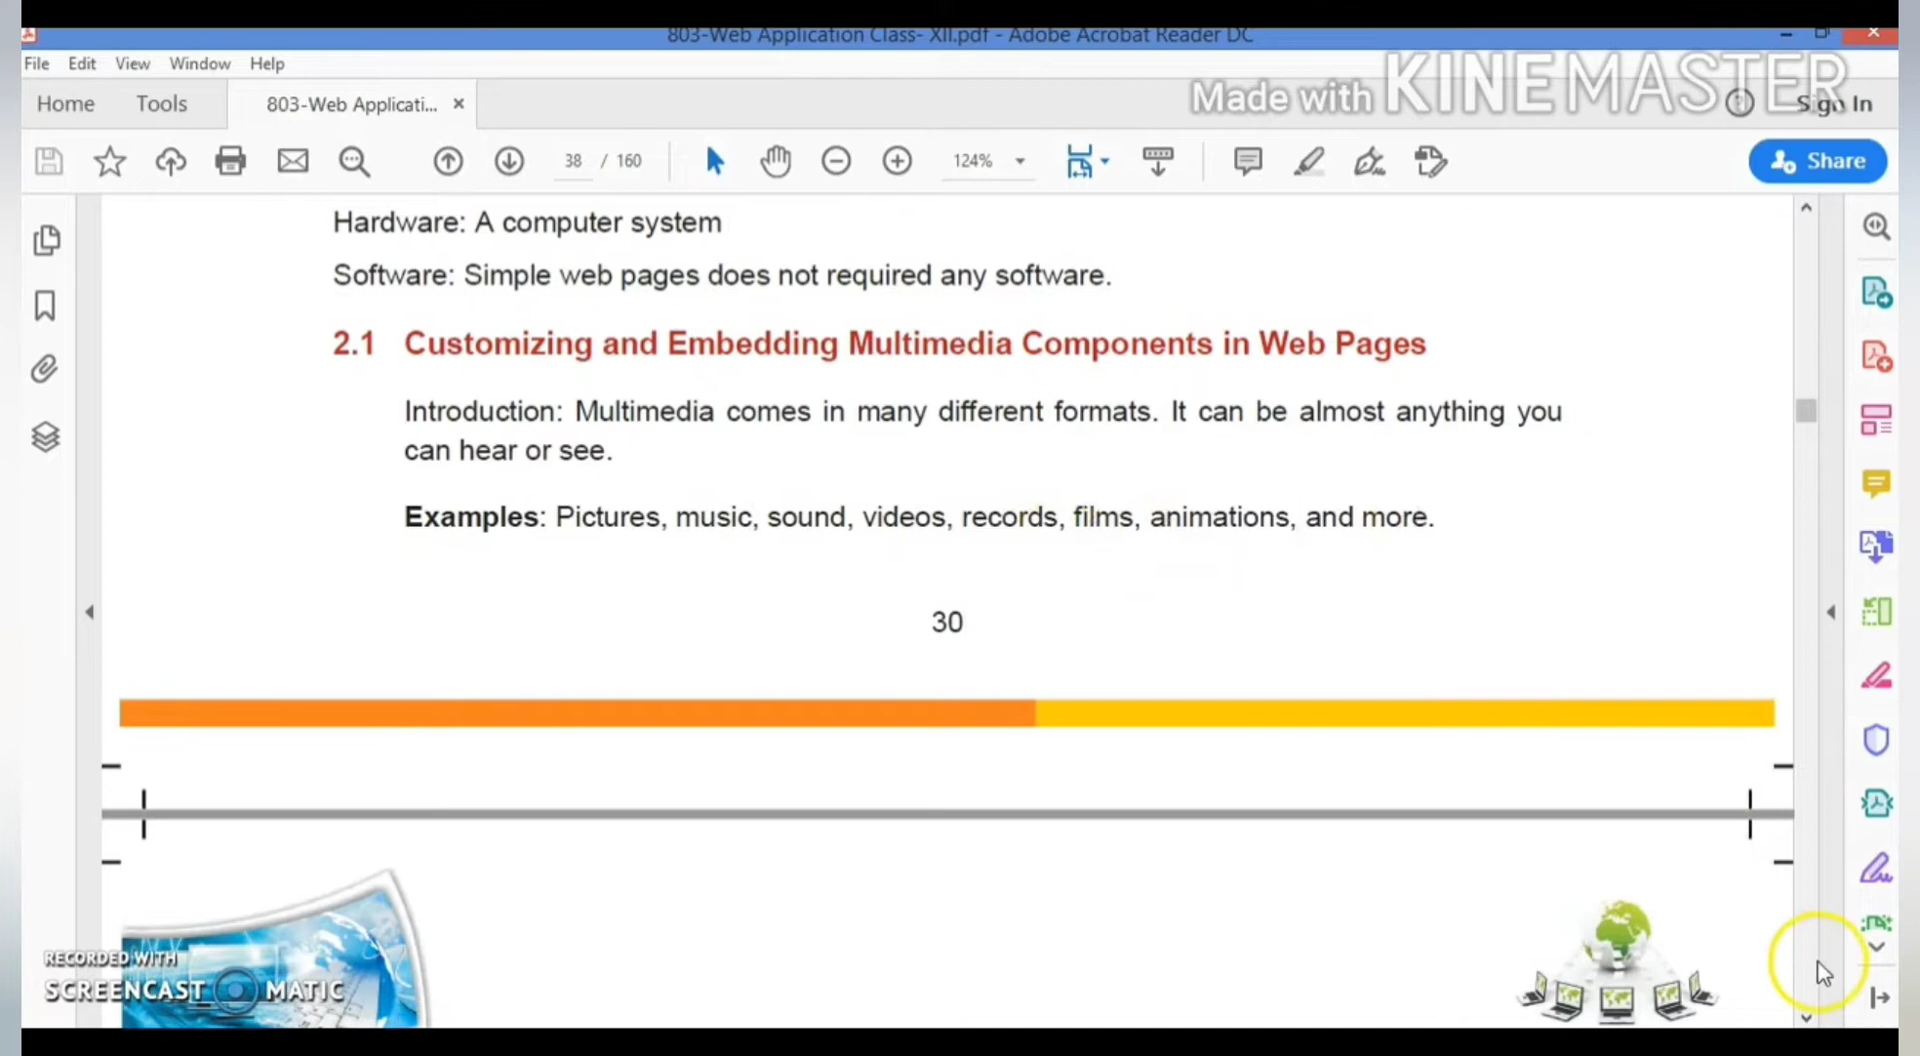 803-Web Application Class- XII.pdf - Adobe Acrobat Reader DC
File Edit View Window Help
Made with KINEMASTER
Home Tools 803-Web Applicati... × Sign In
38 / 160 124% Share
Hardware: A computer system
Software: Simple web pages does not required any software.
2.1 Customizing and Embedding Multimedia Components in Web Pages
Introduction: Multimedia comes in many different formats. It can be almost anything you
can hear or see.
Examples: Pictures, music, sound, videos, records, films, animations, and more.
30
RECORDED WITH
SCREENCAST MATIC